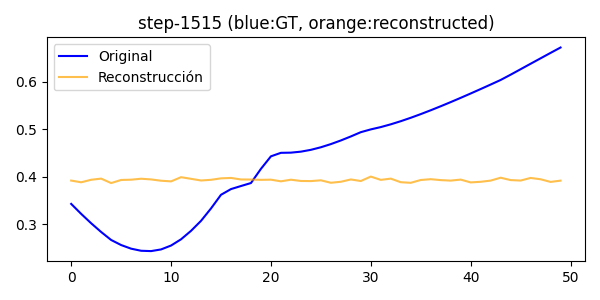 step-1515 (blue:GT, orange:reconstructed)
Original
Reconstrucción
0.6
0.5
0.4
0.3
0 10 20 30 40 50